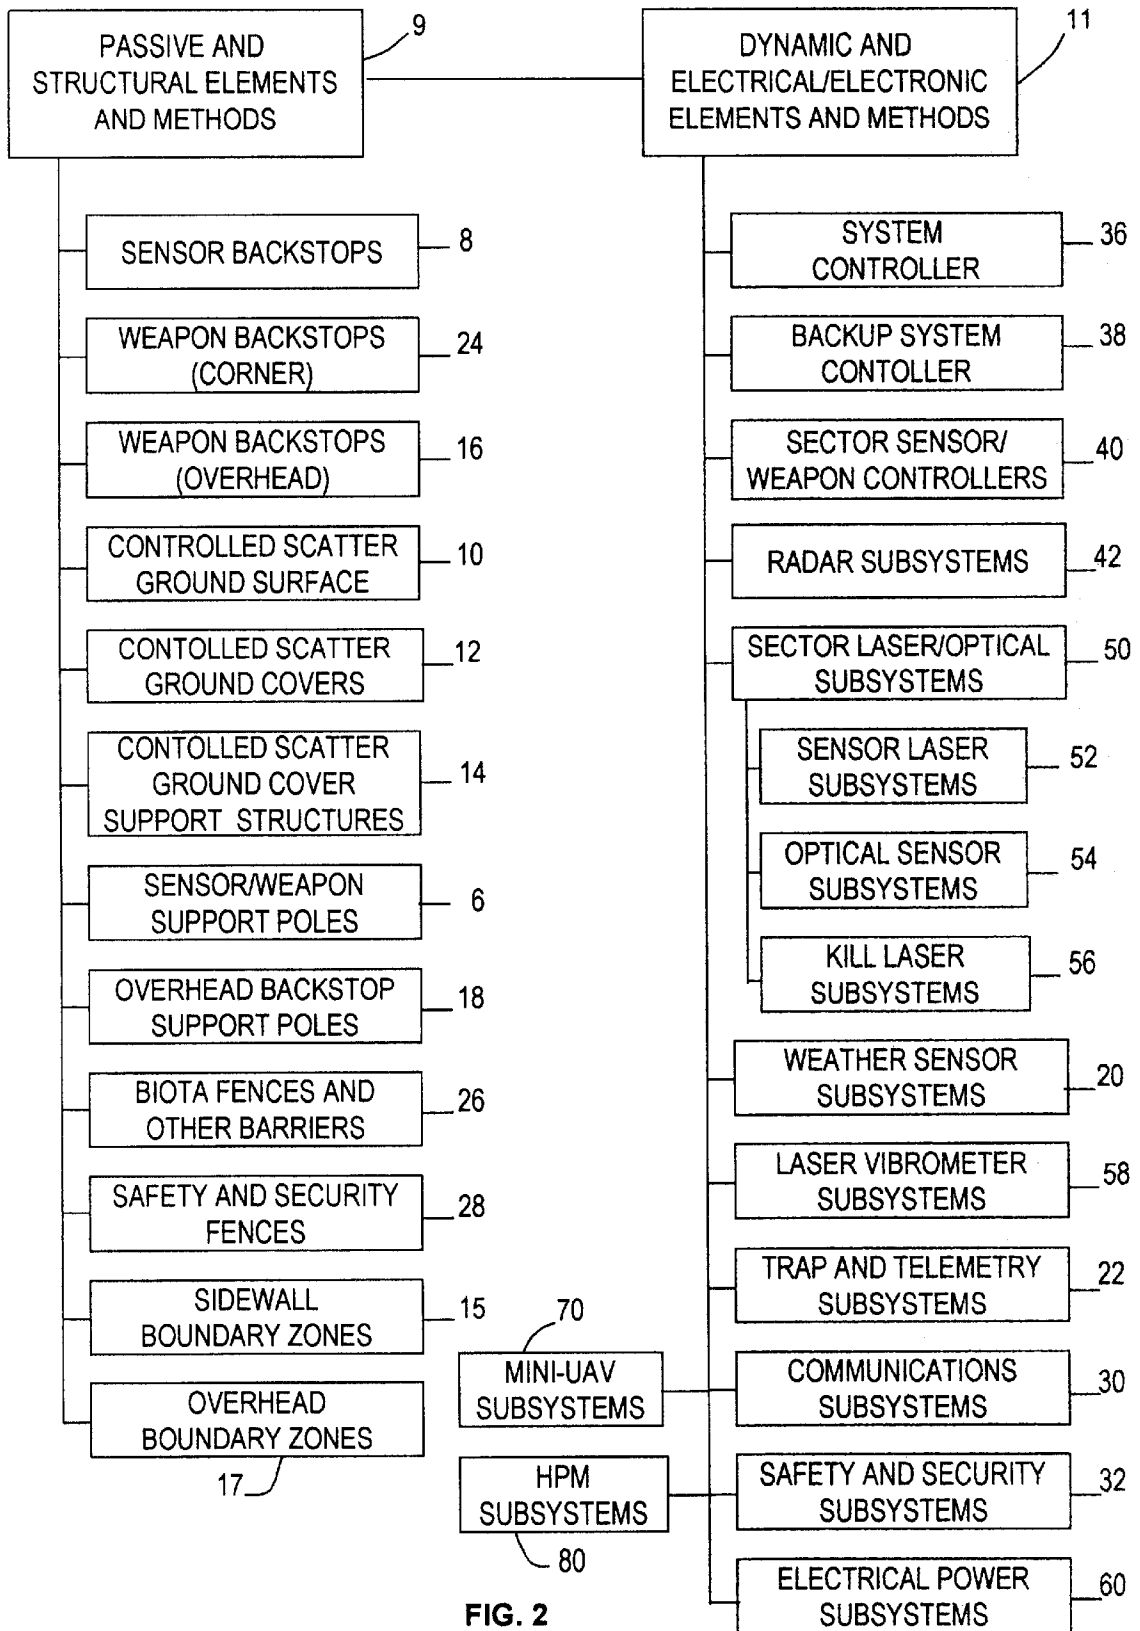 PASSIVE AND
STRUCTURAL ELEMENTS
AND METHODS
9
DYNAMIC AND
ELECTRICAL/ELECTRONIC
ELEMENTS AND METHODS
11
SENSOR BACKSTOPS
8
WEAPON BACKSTOPS
(CORNER)
24
WEAPON BACKSTOPS
(OVERHEAD)
16
CONTROLLED SCATTER
GROUND SURFACE
10
CONTOLLED SCATTER
GROUND COVERS
12
CONTOLLED SCATTER
GROUND COVER
SUPPORT STRUCTURES
14
SENSOR/WEAPON
SUPPORT POLES
6
OVERHEAD BACKSTOP
SUPPORT POLES
18
BIOTA FENCES AND
OTHER BARRIERS
26
SAFETY AND SECURITY
FENCES
28
SIDEWALL
BOUNDARY ZONES
15
OVERHEAD
BOUNDARY ZONES
17
SYSTEM
CONTROLLER
36
BACKUP SYSTEM
CONTOLLER
38
SECTOR SENSOR/
WEAPON CONTROLLERS
40
RADAR SUBSYSTEMS
42
SECTOR LASER/OPTICAL
SUBSYSTEMS
50
SENSOR LASER
SUBSYSTEMS
52
OPTICAL SENSOR
SUBSYSTEMS
54
KILL LASER
SUBSYSTEMS
56
WEATHER SENSOR
SUBSYSTEMS
20
LASER VIBROMETER
SUBSYSTEMS
58
TRAP AND TELEMETRY
SUBSYSTEMS
22
70
MINI-UAV
SUBSYSTEMS
COMMUNICATIONS
SUBSYSTEMS
30
HPM
SUBSYSTEMS
80
SAFETY AND SECURITY
SUBSYSTEMS
32
ELECTRICAL POWER
SUBSYSTEMS
60
FIG. 2